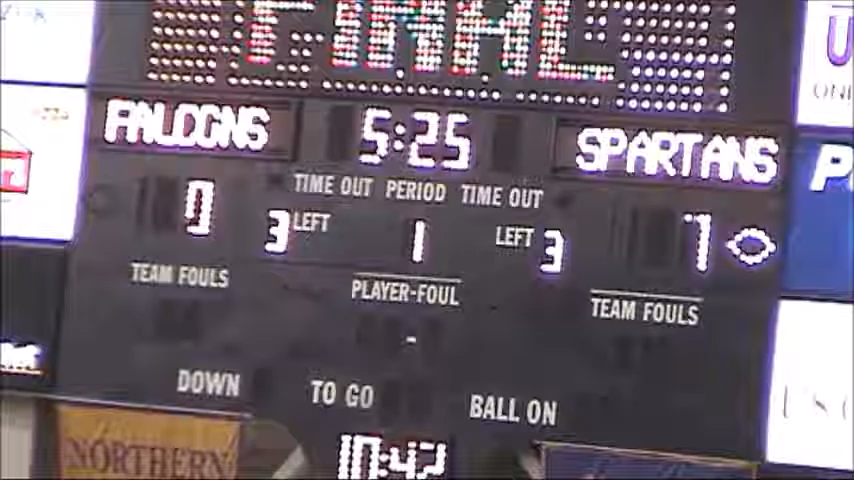 FINAL
FALCONS 5:25 SPARTANS
TIME OUT PERIOD TIME OUT
0 3 LEFT 1 LEFT 3 7
TEAM FOULS PLAYER-FOUL TEAM FOULS
-
DOWN TO GO BALL ON
NORTHERN 10:47